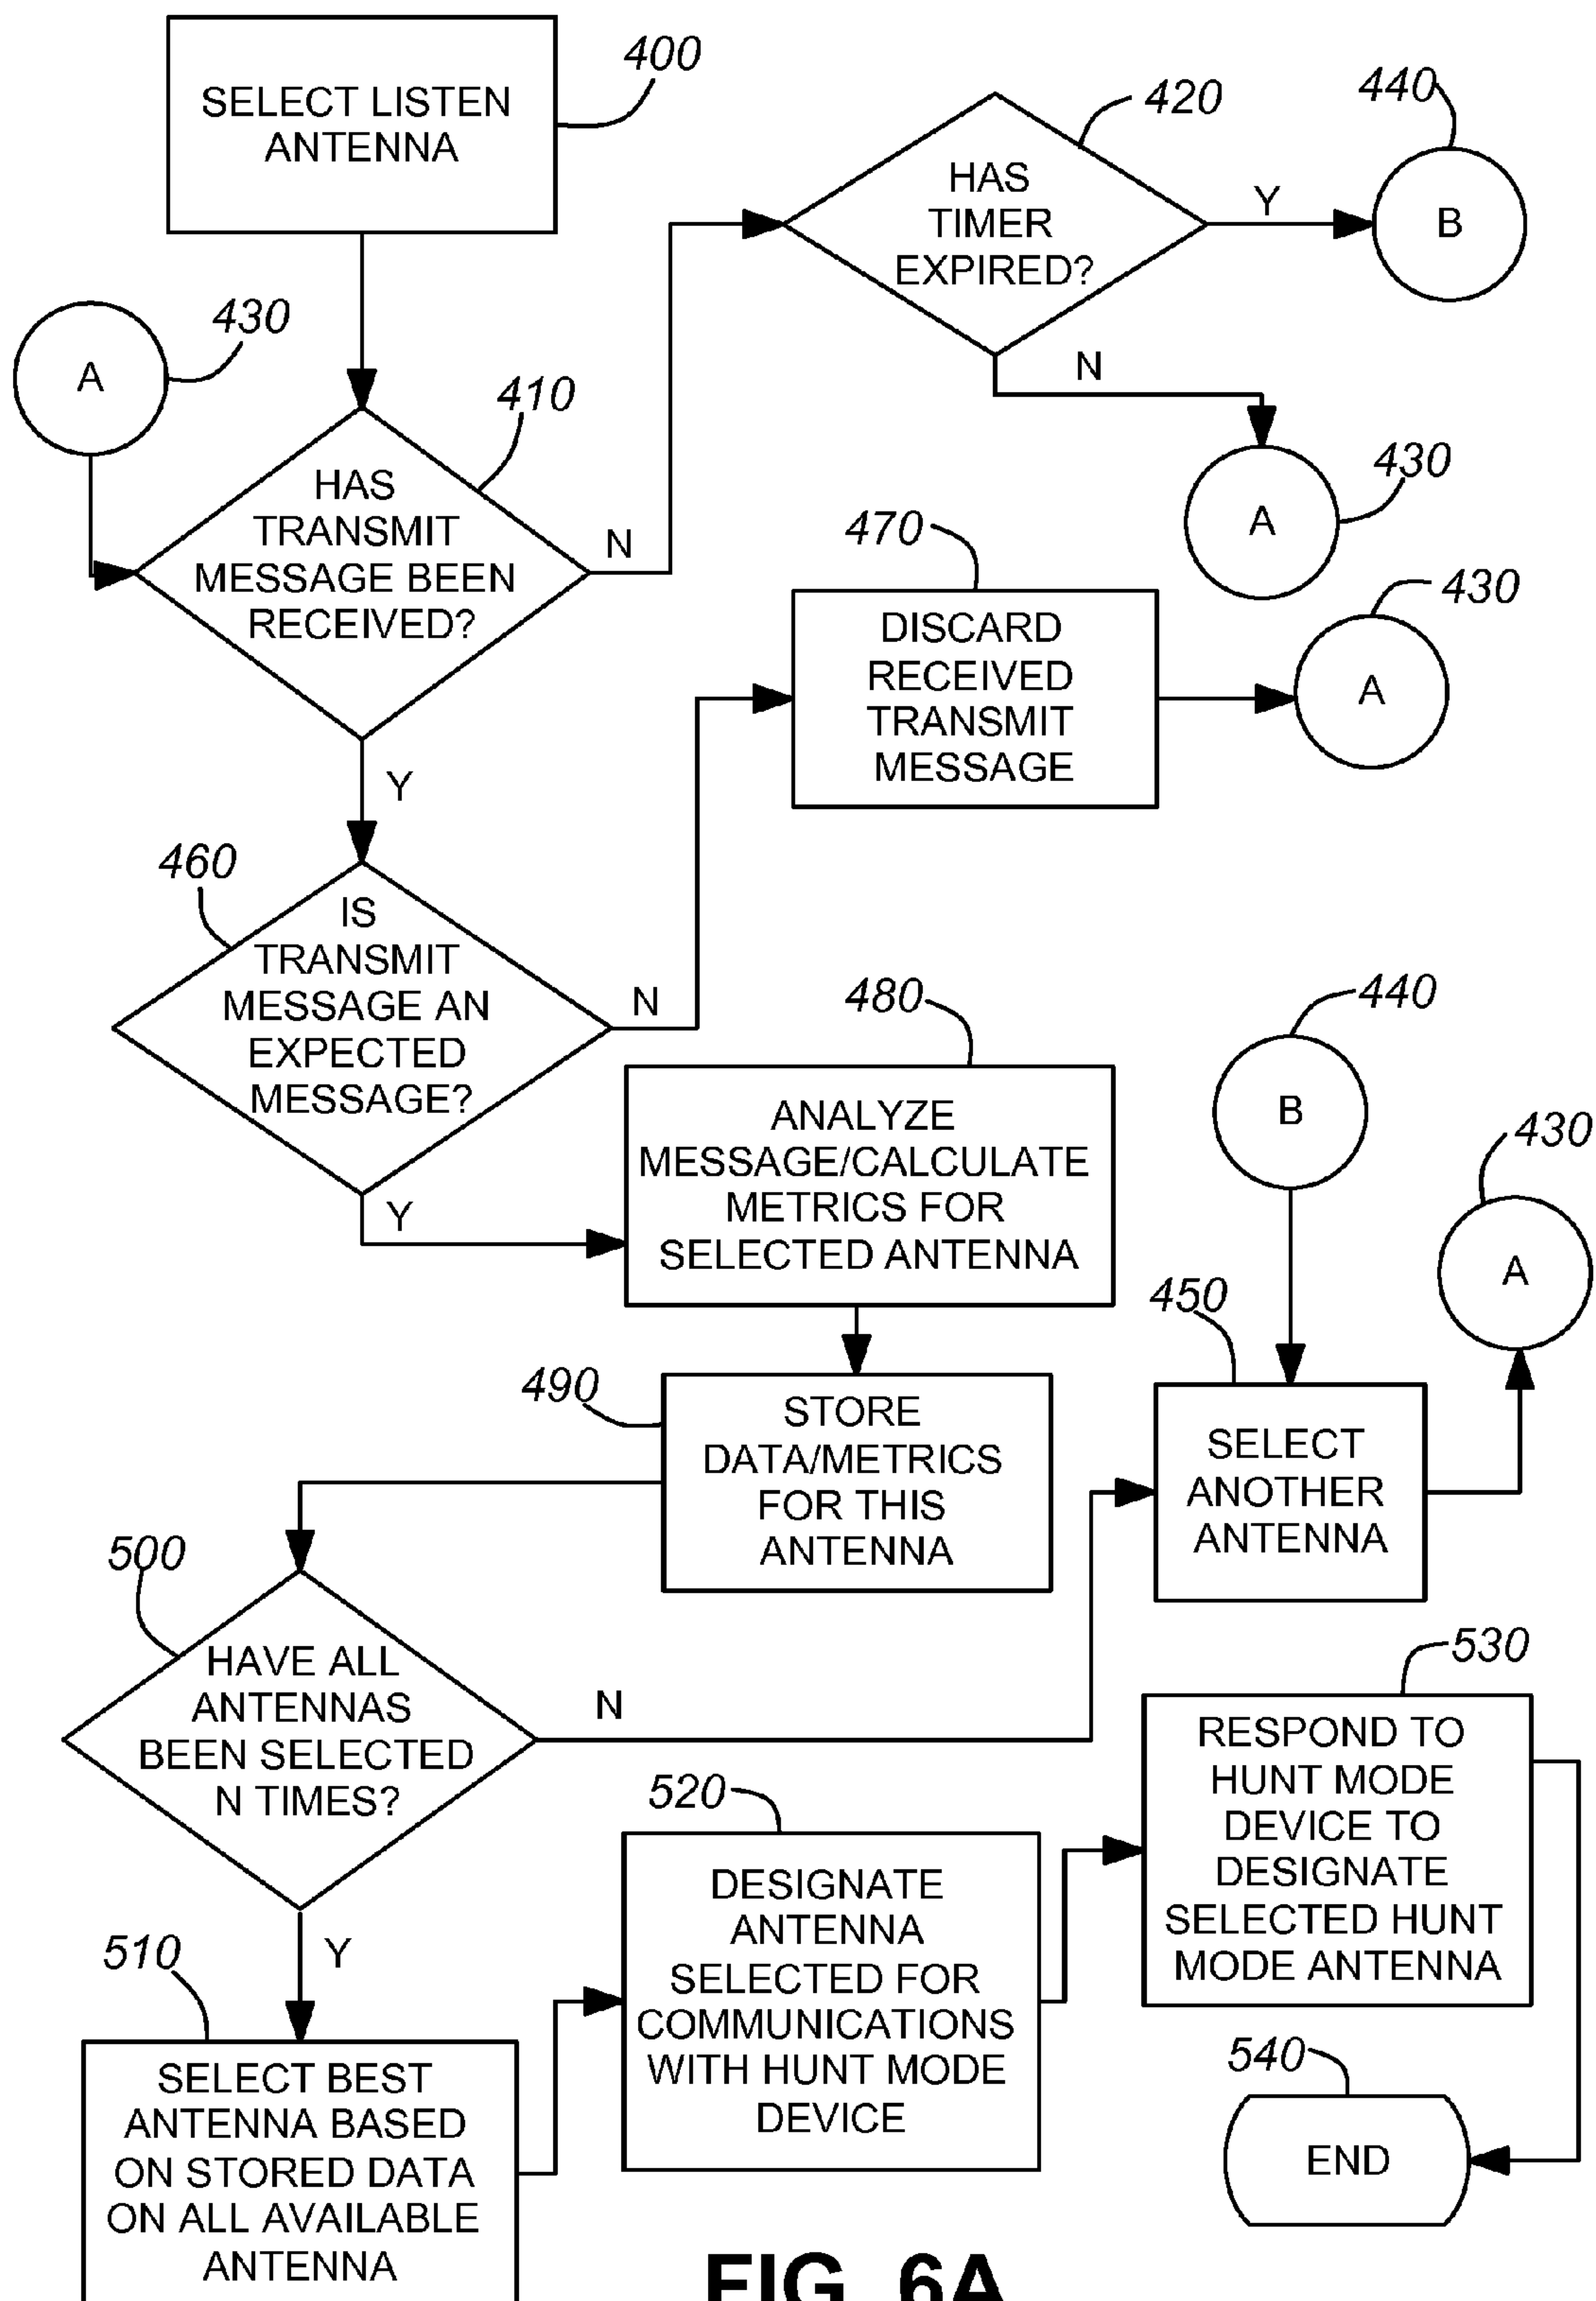 400
SELECT LISTEN
ANTENNA
420
HAS
TIMER
EXPIRED?
Y
440
B
N
430
A
430
A
410
HAS
TRANSMIT
MESSAGE BEEN
RECEIVED?
N
Y
470
DISCARD
RECEIVED
TRANSMIT
MESSAGE
430
A
460
IS
TRANSMIT
MESSAGE AN
EXPECTED
MESSAGE?
N
Y
480
ANALYZE
MESSAGE/CALCULATE
METRICS FOR
SELECTED ANTENNA
440
B
430
A
450
SELECT
ANOTHER
ANTENNA
490
STORE
DATA/METRICS
FOR THIS
ANTENNA
500
HAVE ALL
ANTENNAS
BEEN SELECTED
N TIMES?
N
Y
510
SELECT BEST
ANTENNA BASED
ON STORED DATA
ON ALL AVAILABLE
ANTENNA
520
DESIGNATE
ANTENNA
SELECTED FOR
COMMUNICATIONS
WITH HUNT MODE
DEVICE
530
RESPOND TO
HUNT MODE
DEVICE TO
DESIGNATE
SELECTED HUNT
MODE ANTENNA
540
END
FIG. 6A